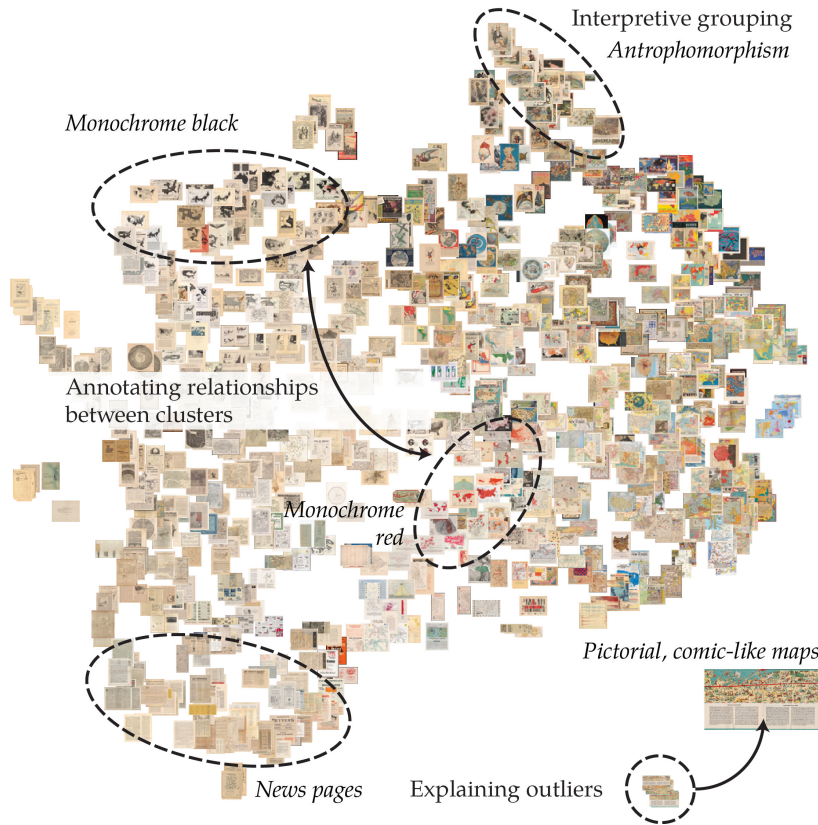 Interpretive grouping
Antrophomorphism
Monochrome black
Annotating relationships
between clusters
Monochrome
red
Pictorial, comic-like maps
News pages
Explaining outliers